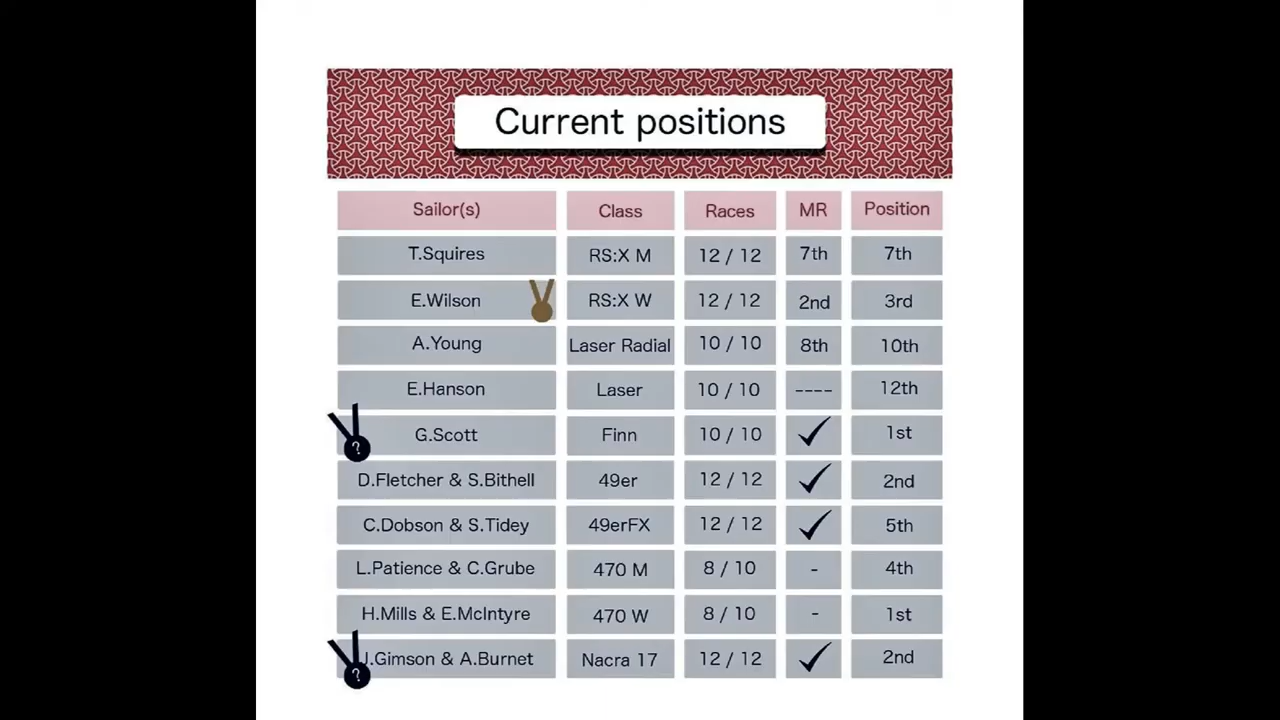 Current positions
Sailor(s) Class Races MR Position
T.Squires RS:X M 12 / 12 7th 7th
E.Wilson RS:X W 12 / 12 2nd 3rd
A.Young Laser Radial 10 / 10 8th 10th
E.Hanson Laser 10 / 10 ---- 12th
? G.Scott Finn 10 / 10 ✓ 1st
D.Fletcher & S.Bithell 49er 12 / 12 ✓ 2nd
C.Dobson & S.Tidey 49erFX 12 / 12 ✓ 5th
L.Patience & C.Grube 470 M 8 / 10 - 4th
H.Mills & E.McIntyre 470 W 8 / 10 - 1st
? J.Gimson & A.Burnet Nacra 17 12 / 12 ✓ 2nd